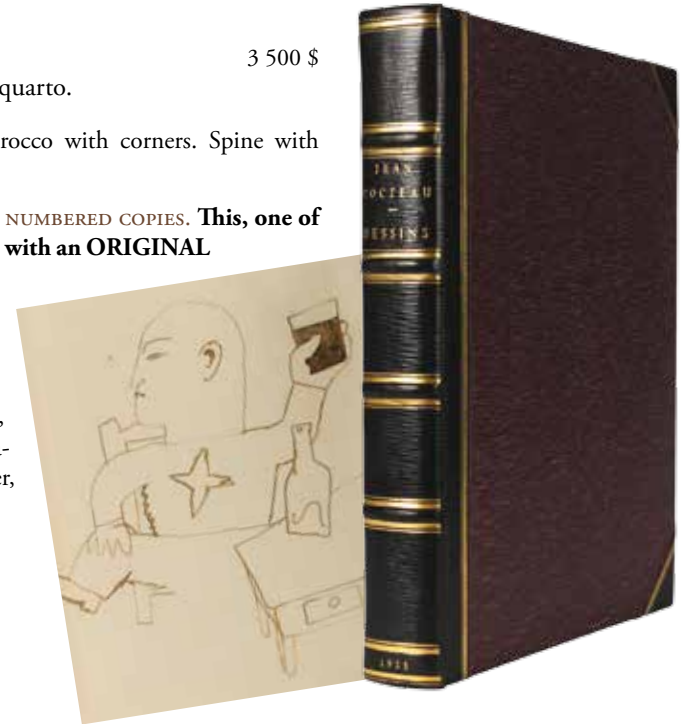 3 500 $
quarto.
rocco with corners. Spine with
NUMBERED COPIES. This, one of
with an ORIGINAL
,
-
er,
JEAN
COCTEAU
—
DESSINS